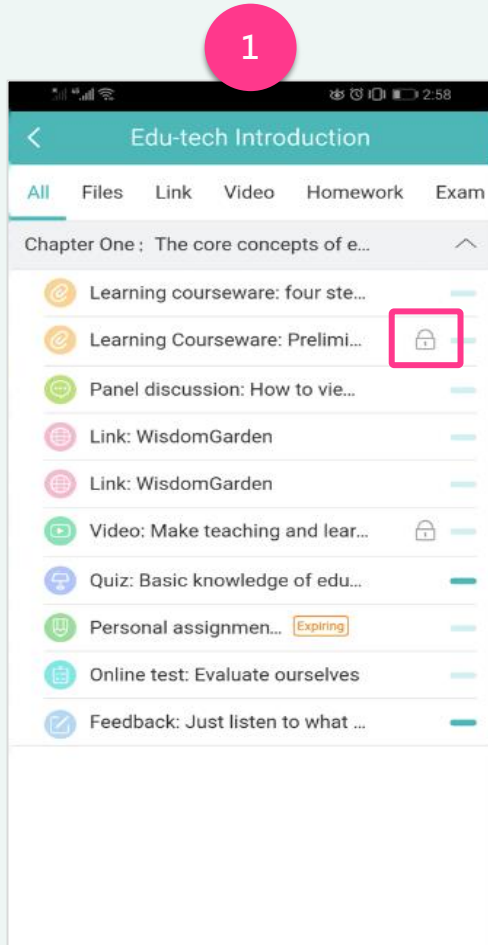 1
2:58
Edu-tech Introduction
All Files Link Video Homework Exam
Chapter One: The core concepts of e...
Learning courseware: four ste...
Learning Courseware: Prelimi...
Panel discussion: How to vie...
Link: WisdomGarden
Link: WisdomGarden
Video: Make teaching and lear...
Quiz: Basic knowledge of edu...
Personal assignmen... Expiring
Online test: Evaluate ourselves
Feedback: Just listen to what ...